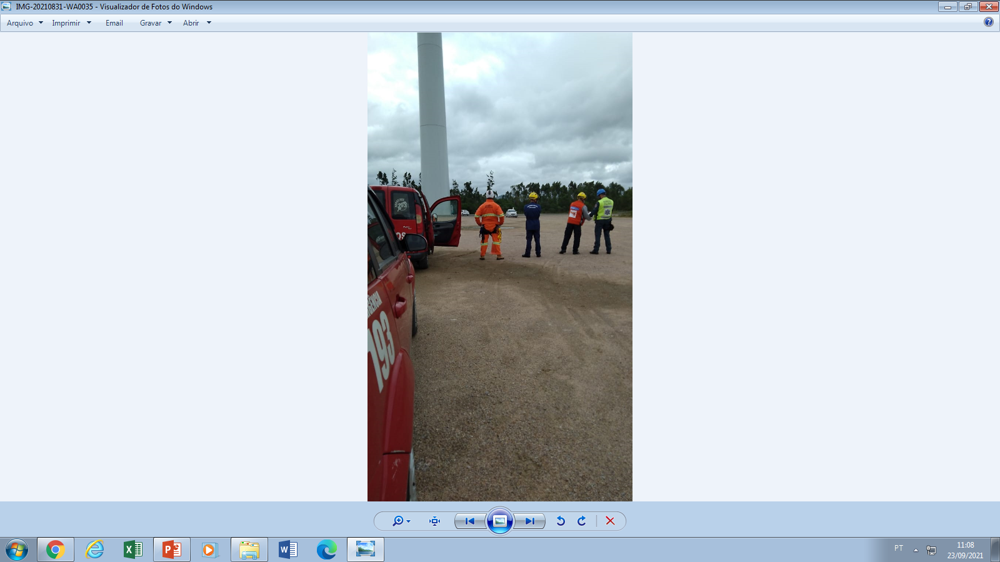 IMG-20210831-WA0035 - Visualizador de Fotos do Windows
Arquivo
Imprimir
Email
Gravar
Abrir
193
193
PT
11:08
23/09/2021